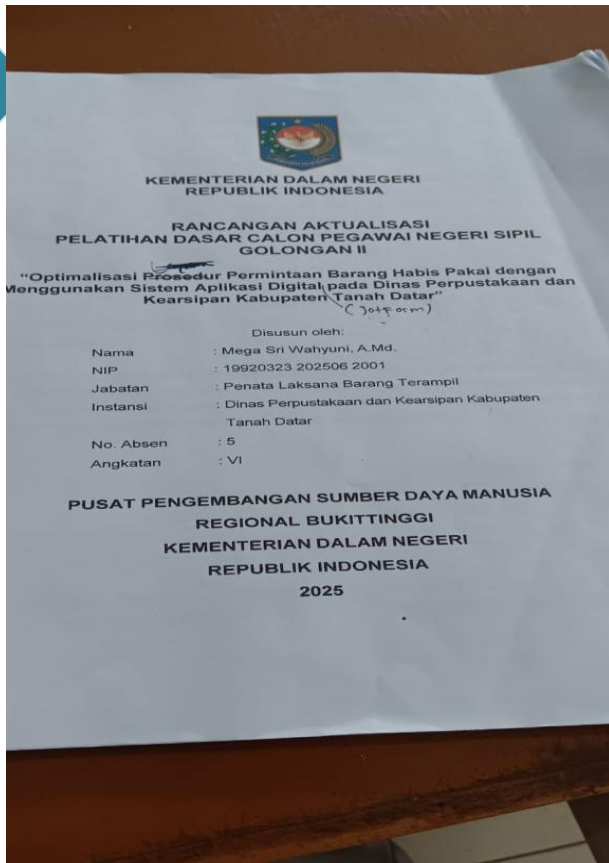 KEMENTERIAN DALAM NEGERI
REPUBLIK INDONESIA
RANCANGAN AKTUALISASI
PELATIHAN DASAR CALON PEGAWAI NEGERI SIPIL
GOLONGAN II
"Optimalisasi Prosedur Permintaan Barang Habis Pakai dengan
Menggunakan Sistem Aplikasi Digital pada Dinas Perpustakaan dan
Kearsipan Kabupaten Tanah Datar"
(Jotform)
Disusun oleh:
Nama : Mega Sri Wahyuni, A.Md.
NIP : 19920323 202506 2001
Jabatan : Penata Laksana Barang Terampil
Instansi : Dinas Perpustakaan dan Kearsipan Kabupaten
Tanah Datar
No. Absen : 5
Angkatan : VI
PUSAT PENGEMBANGAN SUMBER DAYA MANUSIA
REGIONAL BUKITTINGGI
KEMENTERIAN DALAM NEGERI
REPUBLIK INDONESIA
2025